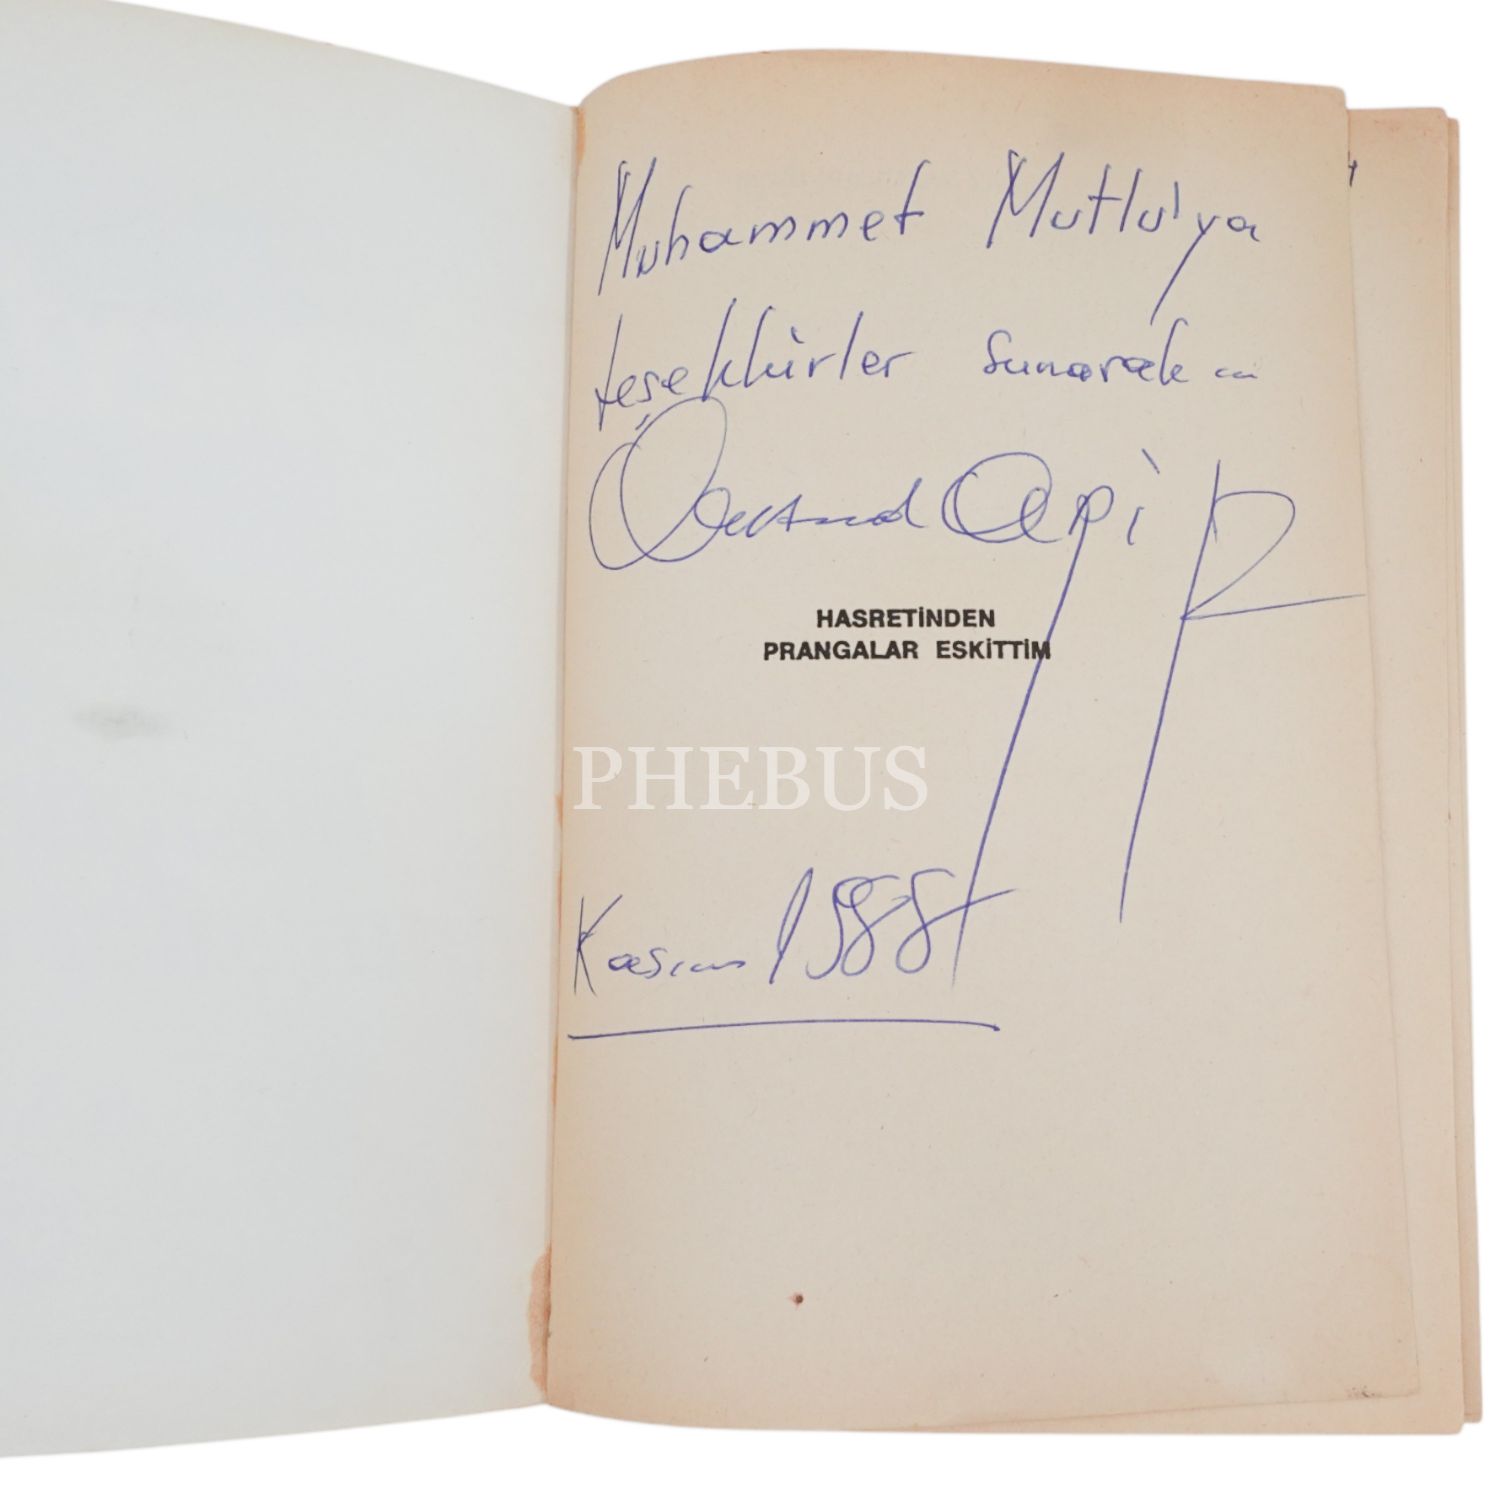 Muhammet Mutlu'ya
teşekkürler sunarak
HASRETİNDEN
PRANGALAR ESKİTTİM
PHEBUS
Kasım 1988